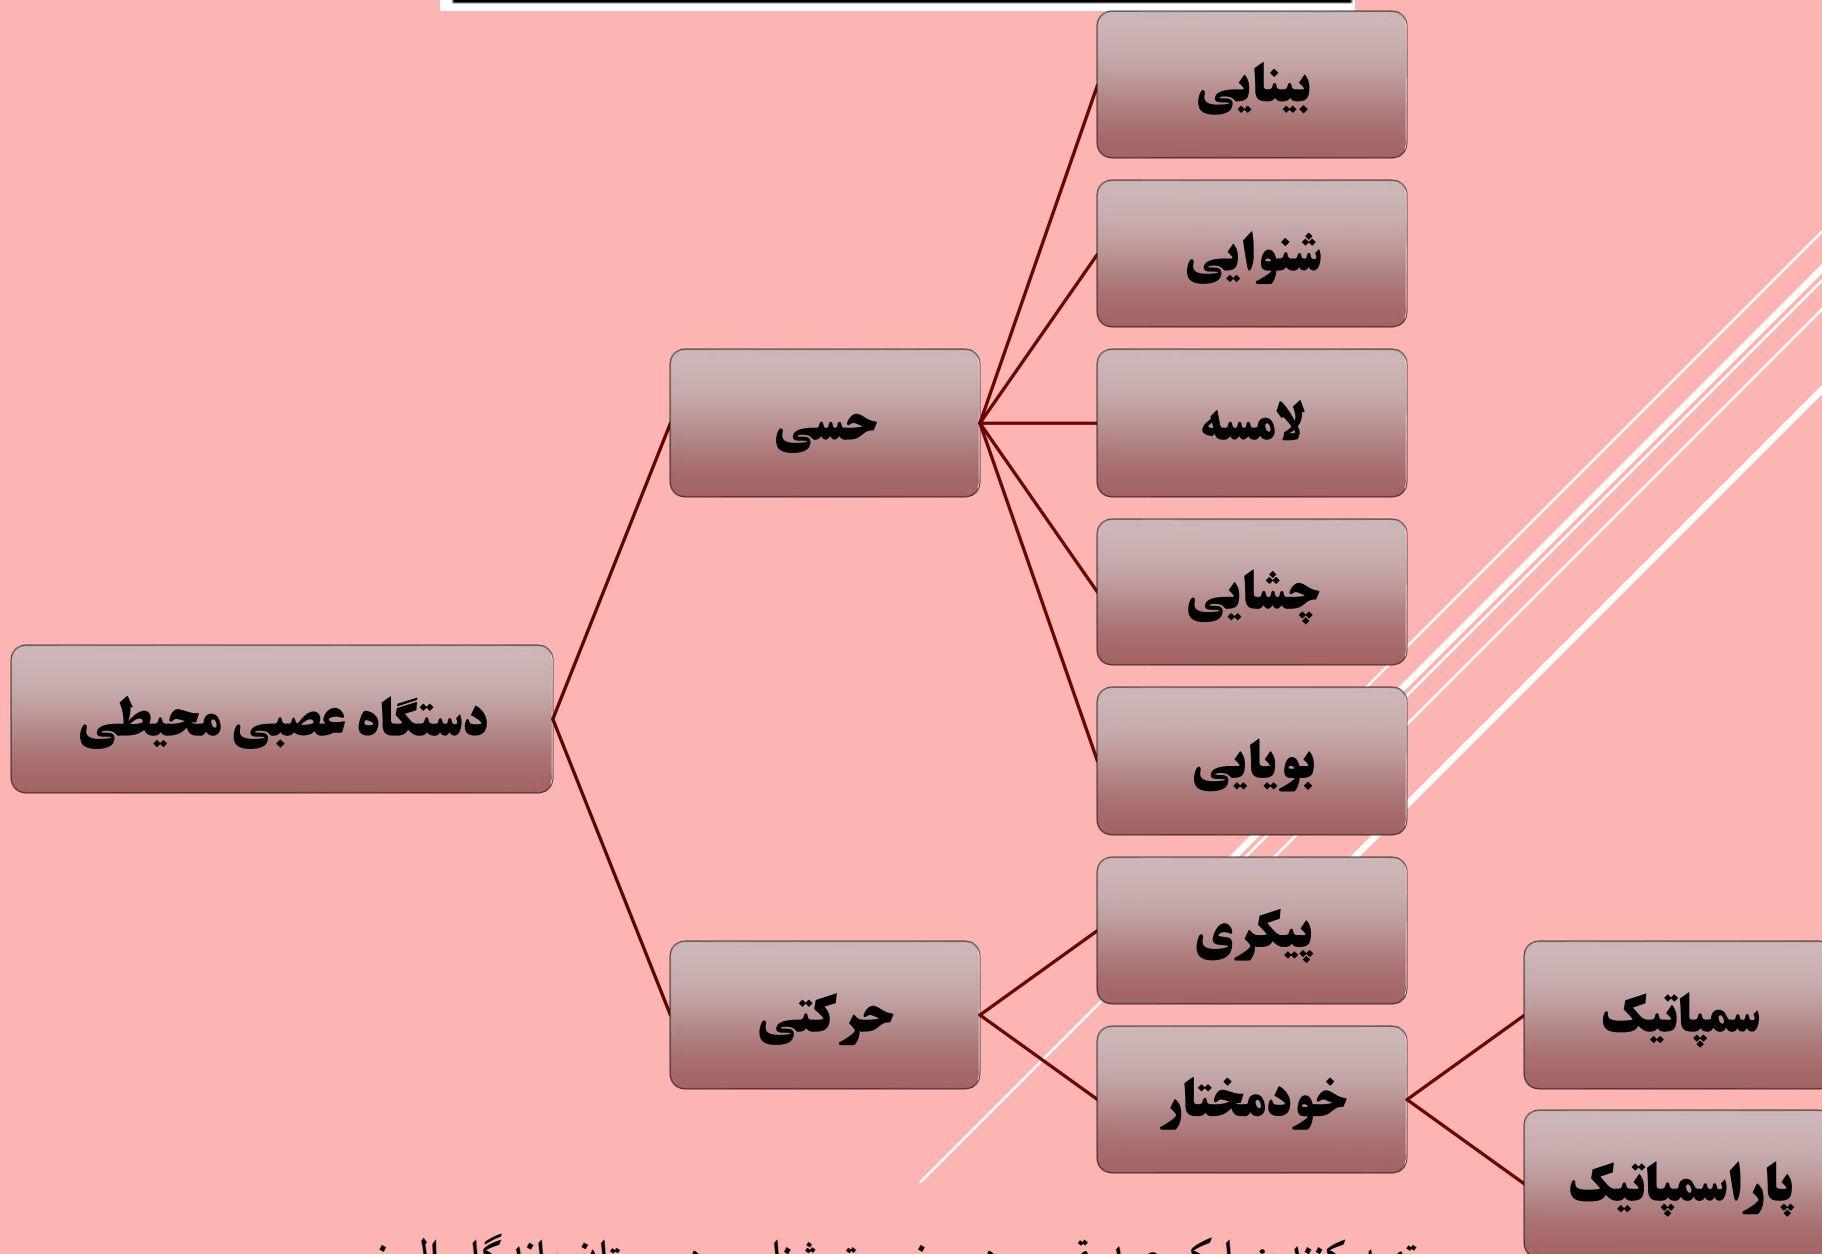 دستگاه عصبی محیطی
حسی
بینایی
شنوایی
لامسه
چشایی
بویایی
حرکتی
پیکری
خودمختار
سمپاتیک
پاراسمپاتیک